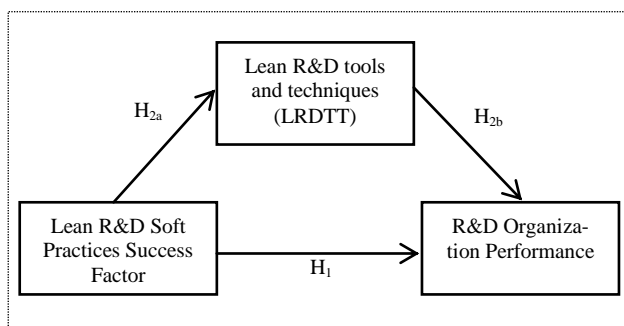 Lean R&D tools
and techniques
(LRDTT)
H2a
H2b
Lean R&D Soft
Practices Success
Factor
R&D Organiza-
tion Performance
H1